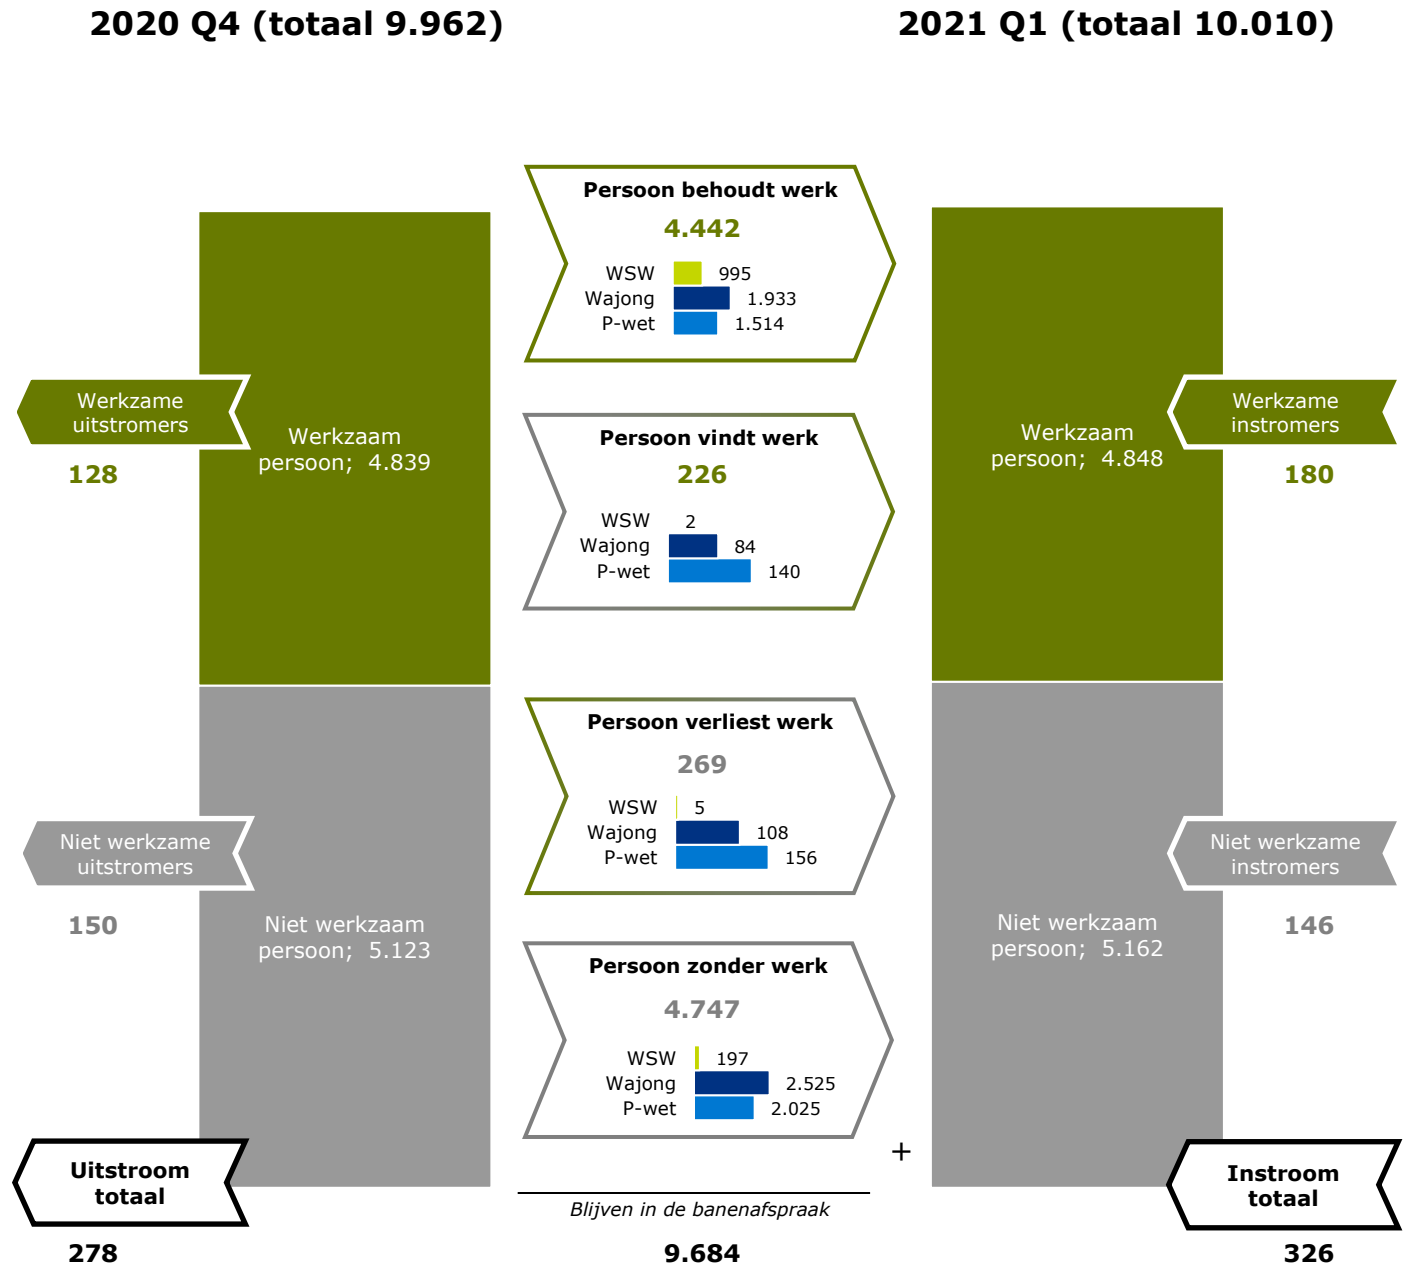 2020 Q4 (totaal 9.962)
2021 Q1 (totaal 10.010)
Persoon behoudt werk
4.442
WSW 995
Wajong 1.933
P-wet 1.514
Werkzame
uitstromers
128
Werkzaam
persoon; 4.839
Persoon vindt werk
226
WSW 2
Wajong 84
P-wet 140
Werkzaam
persoon; 4.848
Werkzame
instromers
180
Persoon verliest werk
269
WSW 5
Wajong 108
P-wet 156
Niet werkzame
uitstromers
150
Niet werkzaam
persoon; 5.123
Persoon zonder werk
4.747
WSW 197
Wajong 2.525
P-wet 2.025
Niet werkzaam
persoon; 5.162
Niet werkzame
instromers
146
+
Uitstroom
totaal
278
Blijven in de banenafspraak
9.684
Instroom
totaal
326